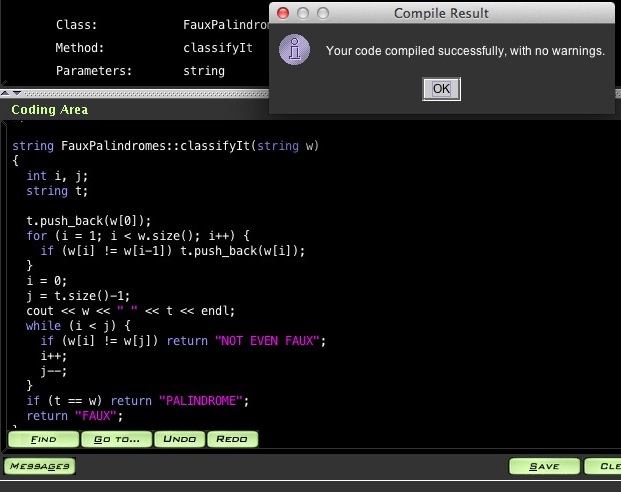 Compile Result
Your code compiled successfully, with no warnings.
OK
Class: FauxPalindrom
Method: classifyIt
Parameters: string
Coding Area
string FauxPalindromes::classifyIt(string w)
{
  int i, j;
  string t;

  t.push_back(w[0]);
  for (i = 1; i < w.size(); i++) {
    if (w[i] != w[i-1]) t.push_back(w[i]);
  }
  i = 0;
  j = t.size()-1;
  cout << w << " " << t << endl;
  while (i < j) {
    if (w[i] != w[j]) return "NOT EVEN FAUX";
    i++;
    j--;
  }
  if (t == w) return "PALINDROME";
  return "FAUX";
Find Go to... Undo Redo
Messages Save Cle